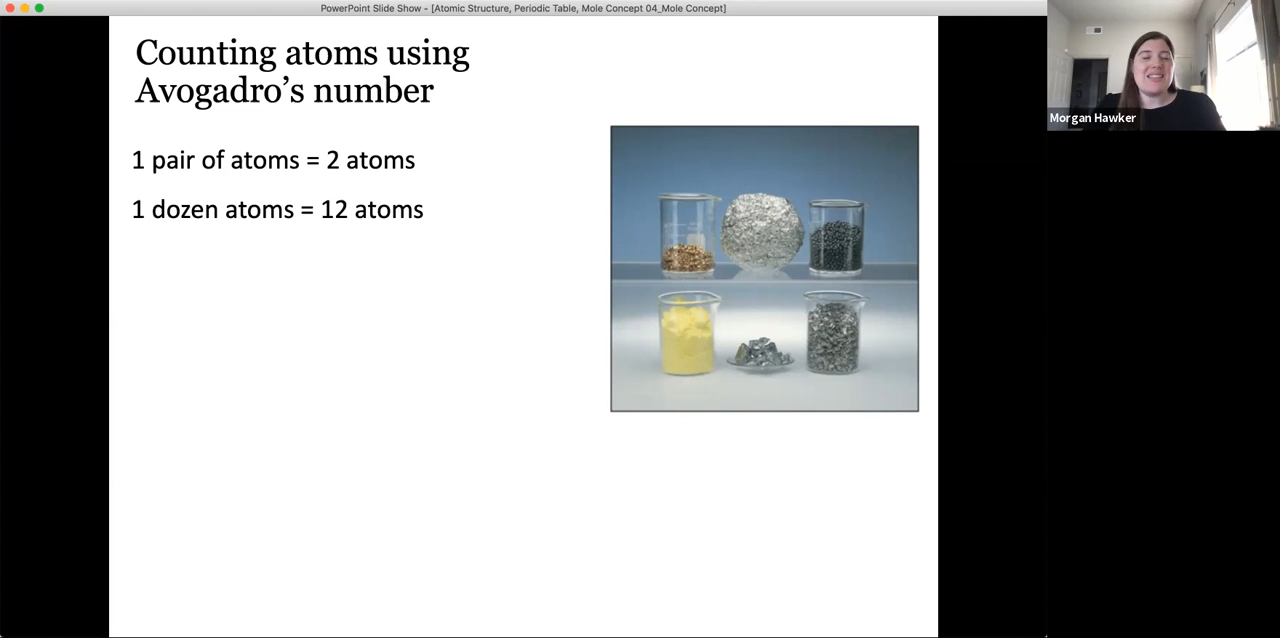 PowerPoint Slide Show - [Atomic Structure, Periodic Table, Mole Concept 04_Mole Concept]
Counting atoms using
Avogadro's number
Morgan Hawker
1 pair of atoms = 2 atoms
1 dozen atoms = 12 atoms